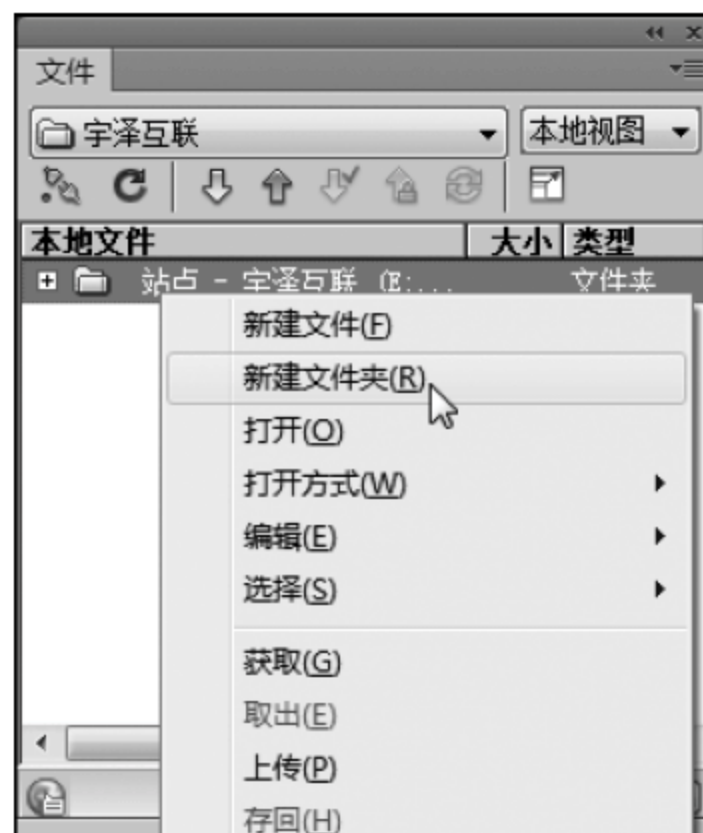 文件
宇泽互联 本地视图
本地文件 大小 类型
站点 - 宇泽互联 (E:... 文件夹
新建文件(F)
新建文件夹(R)
打开(O)
打开方式(W)
编辑(E)
选择(S)
获取(G)
取出(E)
上传(P)
存回(H)